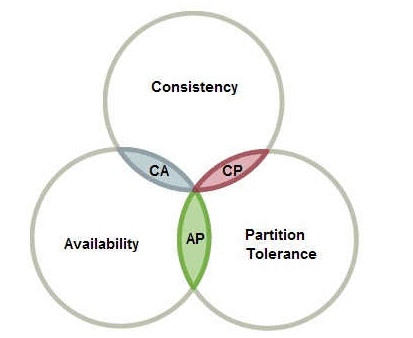 Consistency
CA
CP
Availability
AP
Partition
Tolerance